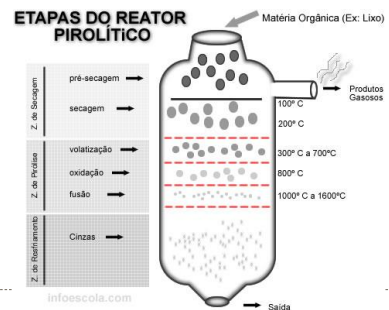 ETAPAS DO REATOR
PIROLÍTiCO
Matéria Orgânica (Ex: Lixo)
Produtos
Gasosos
Z. de Secagem
pré-secagem
secagem
100º C
200º C
Z. de Pirólise
volatização
oxidação
fusão
300º C a 700ºC
800º C
1000º C a 1600ºC
Z. de Resfriamento
Cinzas
infoescola.com
Saída